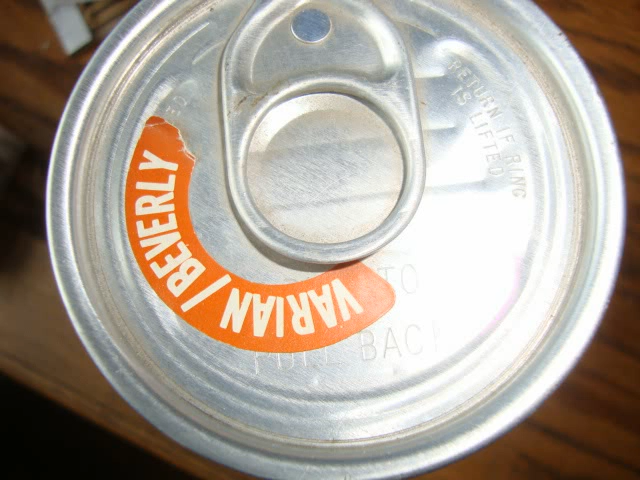 VARIAN/BEVERLY
RETURN IF RING
IS LIFTED
TO
PULL BACK